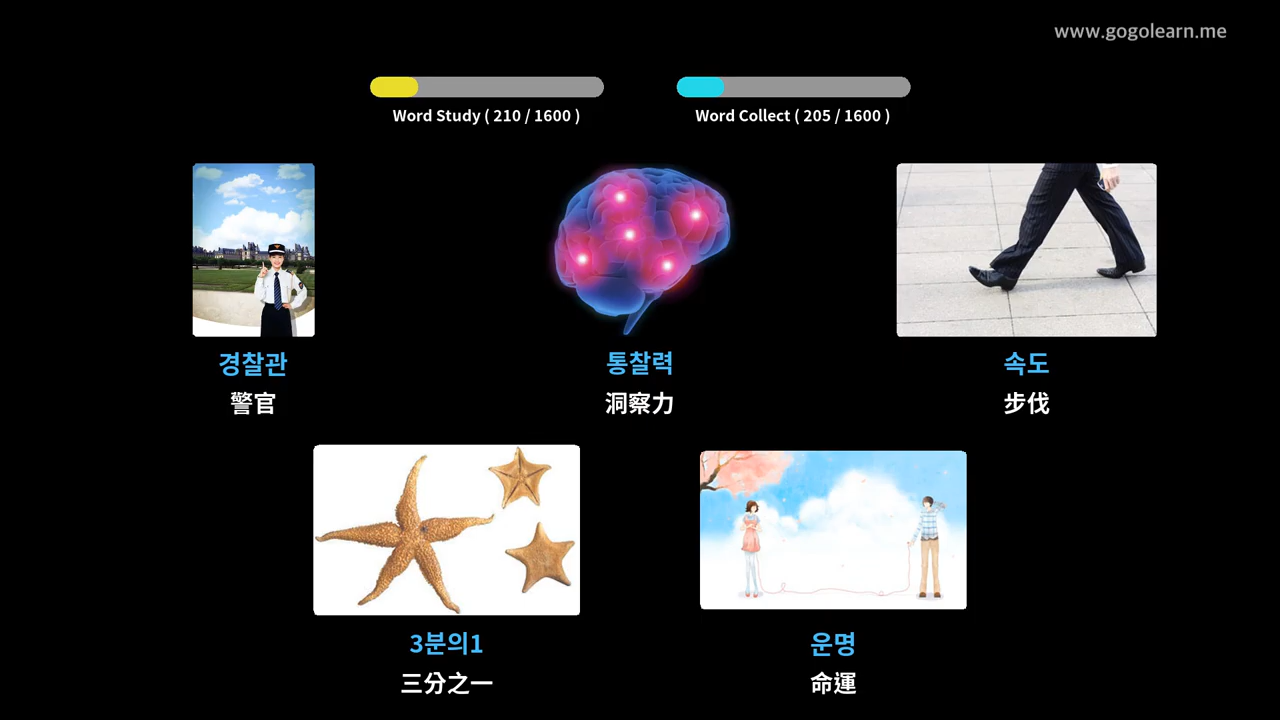 www.gogolearn.me
Word Study ( 210 / 1600 )
Word Collect ( 205 / 1600 )
경찰관
警官
통찰력
洞察力
속도
步伐
3분의1
三分之一
운명
命運